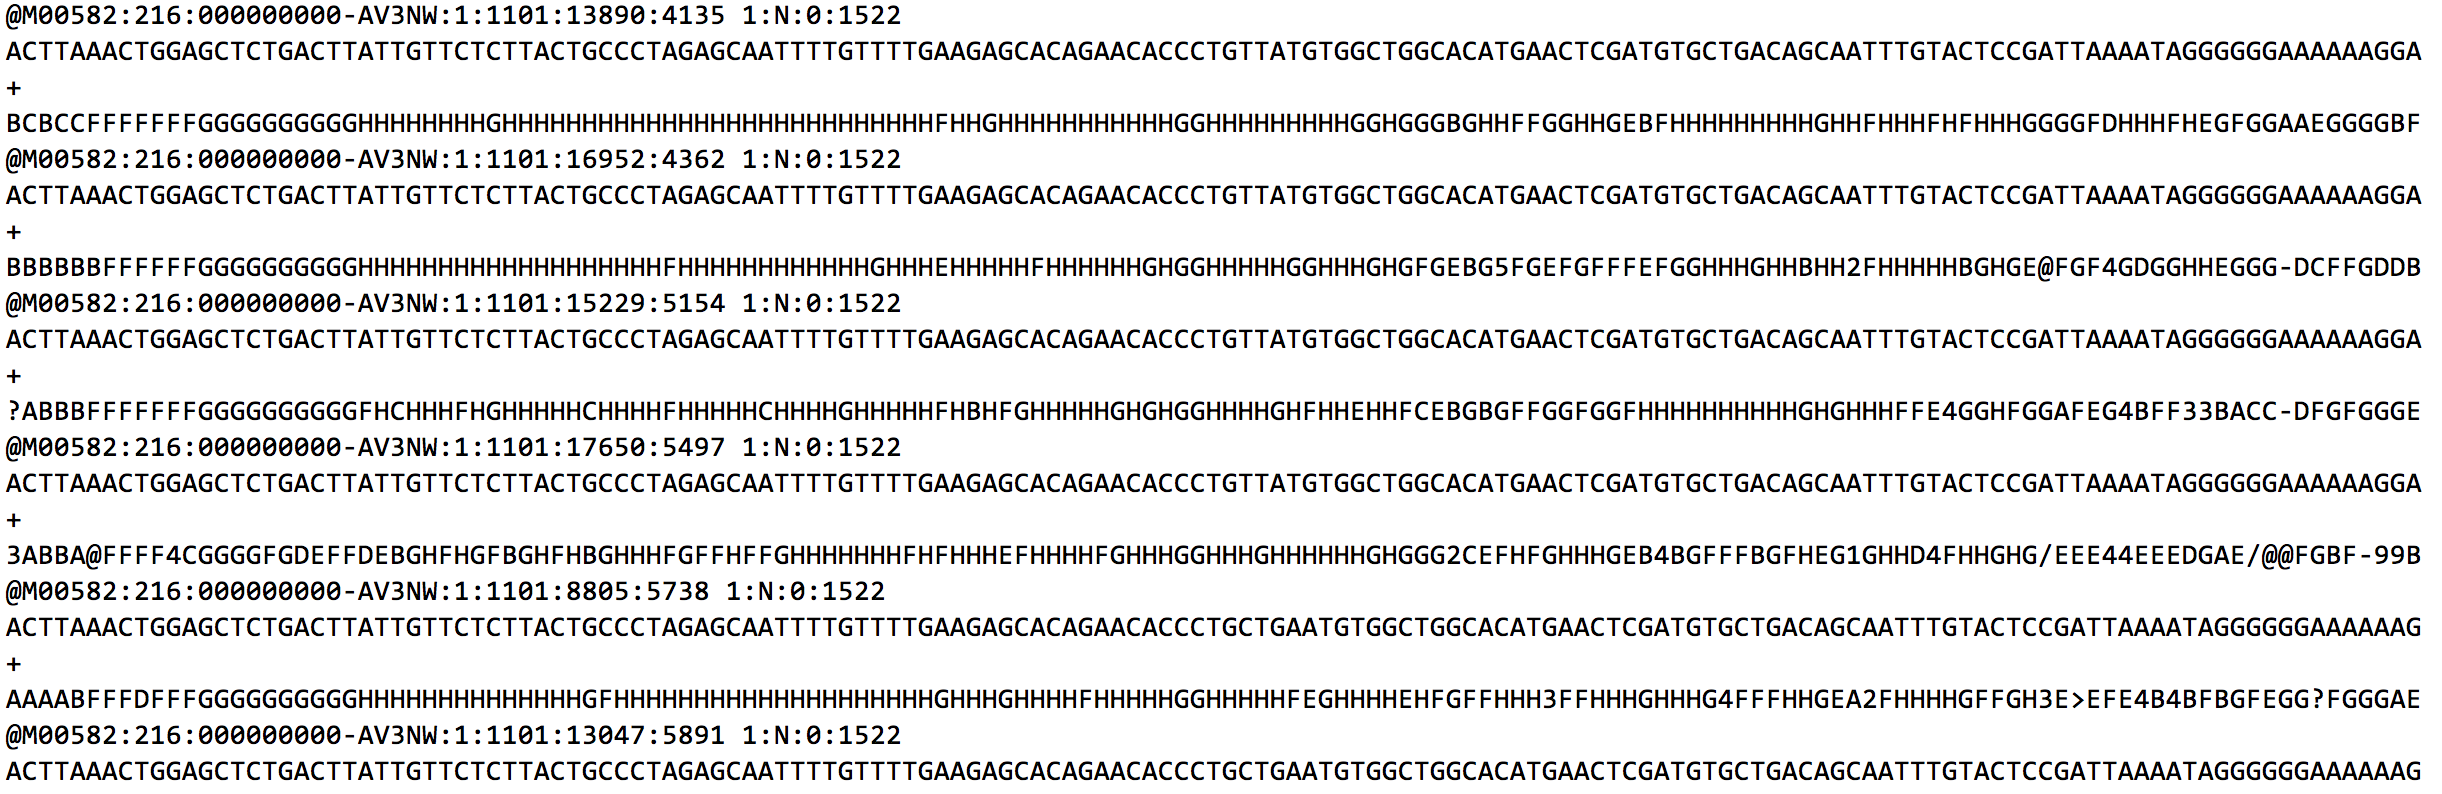 @M00582:216:000000000-AV3NW:1:1101:13890:4135 1:N:0:1522
ACTTAAACTGGAGCTCTGACTTATTGTTCTCTTACTGCCCTAGAGCAATTTTGTTTTGAAGAGCACAGAACACCCTGTTATGTGGCTGGCACATGAACTCGATGTGCTGACAGCAATTTGTACTCCGATTAAAATAGGGGGGAAAAAAGGA
+
BCBCCFFFFFFFGGGGGGGGGGHHHHHHHHGHHHHHHHHHHHHHHHHHHHHHHHHHHHFHHGHHHHHHHHHHHGGHHHHHHHHHGGHGGGBGHHFFGGHHGEBFHHHHHHHHHGHHFHHHFHFHHHGGGGFDHHHFHEGFGGAAEGGGGBF
@M00582:216:000000000-AV3NW:1:1101:16952:4362 1:N:0:1522
ACTTAAACTGGAGCTCTGACTTATTGTTCTCTTACTGCCCTAGAGCAATTTTGTTTTGAAGAGCACAGAACACCCTGTTATGTGGCTGGCACATGAACTCGATGTGCTGACAGCAATTTGTACTCCGATTAAAATAGGGGGGAAAAAAGGA
+
BBBBBBFFFFFFGGGGGGGGGGHHHHHHHHHHHHHHHHHHHFHHHHHHHHHHHHGHHHEHHHHHFHHHHHHGHGGHHHHHGGHHHGHGFGEBG5FGEFGFFFEFGGHHHGHHBHH2FHHHHHBGHGE@FGF4GDGGHHEGGG-DCFFGDDB
@M00582:216:000000000-AV3NW:1:1101:15229:5154 1:N:0:1522
ACTTAAACTGGAGCTCTGACTTATTGTTCTCTTACTGCCCTAGAGCAATTTTGTTTTGAAGAGCACAGAACACCCTGTTATGTGGCTGGCACATGAACTCGATGTGCTGACAGCAATTTGTACTCCGATTAAAATAGGGGGGAAAAAAGGA
+
?ABBBFFFFFFFGGGGGGGGGGFHCHHHFHGHHHHHCHHHHFHHHHHCHHHHGHHHHHFHBHFGHHHHHGHGHGGHHHHGHFHHEHHFCEBGBGFFGGFGGFHHHHHHHHHHGHGHHHFFE4GGHFGGAFEG4BFF33BACC-DFGFGGGE
@M00582:216:000000000-AV3NW:1:1101:17650:5497 1:N:0:1522
ACTTAAACTGGAGCTCTGACTTATTGTTCTCTTACTGCCCTAGAGCAATTTTGTTTTGAAGAGCACAGAACACCCTGTTATGTGGCTGGCACATGAACTCGATGTGCTGACAGCAATTTGTACTCCGATTAAAATAGGGGGGAAAAAAGGA
+
3ABBA@FFFF4CGGGGFGDEFFDEBGHFHGFBGHFHBGHHHFGFFHFFGHHHHHHHFHFHHHEFHHHHFGHHHGGHHHGHHHHHHGHGGG2CEFHFGHHHGEB4BGFFFBGFHEG1GHHD4FHHGHG/EEE44EEEDGAE/@@FGBF-99B
@M00582:216:000000000-AV3NW:1:1101:8805:5738 1:N:0:1522
ACTTAAACTGGAGCTCTGACTTATTGTTCTCTTACTGCCCTAGAGCAATTTTGTTTTGAAGAGCACAGAACACCCTGCTGAATGTGGCTGGCACATGAACTCGATGTGCTGACAGCAATTTGTACTCCGATTAAAATAGGGGGGAAAAAAG
+
AAAABFFFDFFFGGGGGGGGGGHHHHHHHHHHHHHHGFHHHHHHHHHHHHHHHHHHHHGHHHGHHHHFHHHHHGGHHHHHFEGHHHHEHFGFFHHH3FFHHHGHHHG4FFFHHGEA2FHHHHGFFGH3E>EFE4B4BFBGFEGG?FGGGAE
@M00582:216:000000000-AV3NW:1:1101:13047:5891 1:N:0:1522
ACTTAAACTGGAGCTCTGACTTATTGTTCTCTTACTGCCCTAGAGCAATTTTGTTTTGAAGAGCACAGAACACCCTGCTGAATGTGGCTGGCACATGAACTCGATGTGCTGACAGCAATTTGTACTCCGATTAAAATAGGGGGGAAAAAAG